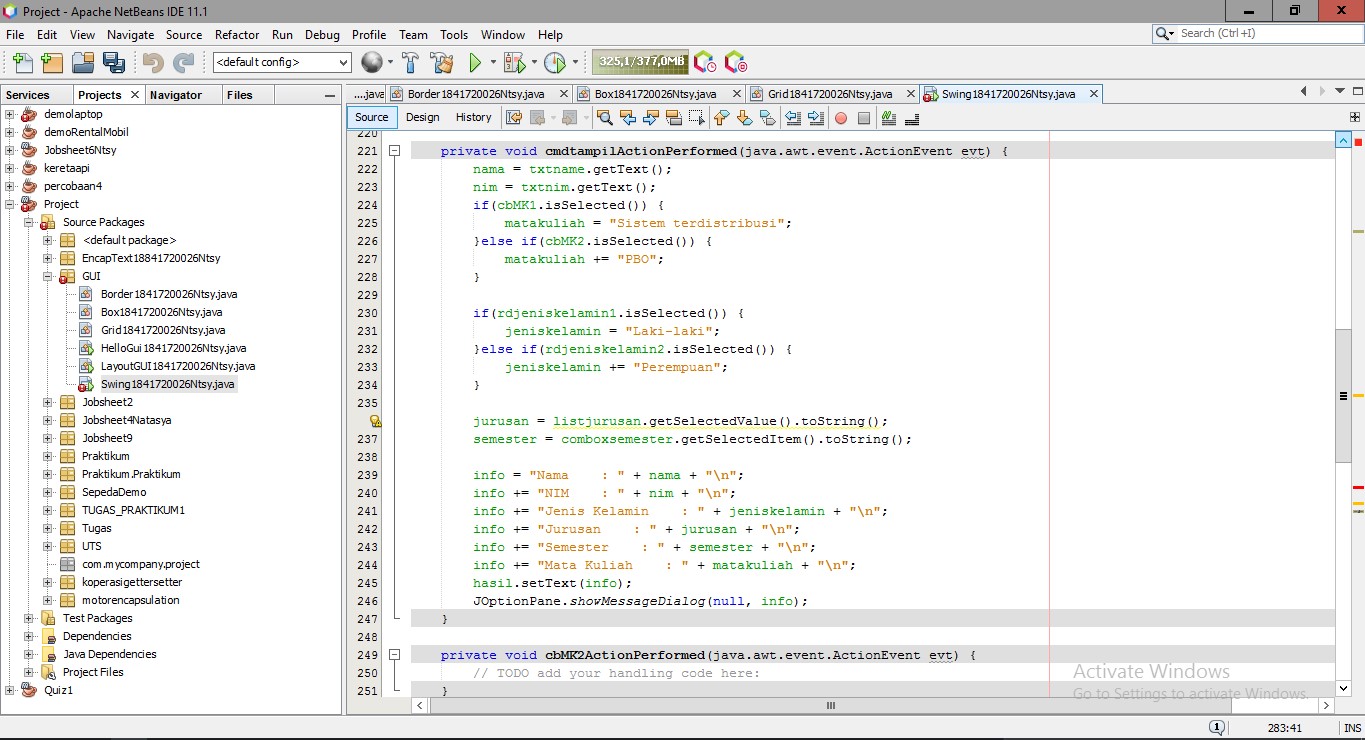 Project - Apache NetBeans IDE 11.1
File Edit View Navigate Source Refactor Run Debug Profile Team Tools Window Help
Search (Ctrl+I)
<default config>
325,1/377,0MB
Services Projects Navigator Files
demolaptop
demoRentalMobil
Jobsheet6Ntsy
keretaapi
percobaan4
Project
Source Packages
<default package>
EncapText18841720026Ntsy
GUI
Border1841720026Ntsy.java
Box1841720026Ntsy.java
Grid1841720026Ntsy.java
HelloGui1841720026Ntsy.java
LayoutGUI1841720026Ntsy.java
Swing1841720026Ntsy.java
Jobsheet2
Jobsheet4Natasya
Jobsheet9
Praktikum
Praktikum.Praktikum
SepedaDemo
TUGAS_PRAKTIKUM1
Tugas
UTS
com.mycompany.project
koperasigettersetter
motorencapsulation
Test Packages
Dependencies
Java Dependencies
Project Files
Quiz1
....java Border1841720026Ntsy.java Box1841720026Ntsy.java Grid1841720026Ntsy.java Swing1841720026Ntsy.java
Source Design History
220
221 private void cmdtampilActionPerformed(java.awt.event.ActionEvent evt) {
222 nama = txtname.getText();
223 nim = txtnim.getText();
224 if(cbMK1.isSelected()) {
225 matakuliah = "Sistem terdistribusi";
226 }else if(cbMK2.isSelected()) {
227 matakuliah += "PBO";
228 }
229
230 if(rdjeniskelamin1.isSelected()) {
231 jeniskelamin = "Laki-laki";
232 }else if(rdjeniskelamin2.isSelected()) {
233 jeniskelamin += "Perempuan";
234 }
235
jurusan = listjurusan.getSelectedValue().toString();
237 semester = comboxsemester.getSelectedItem().toString();
238
239 info = "Nama    : " + nama + "\n";
240 info += "NIM    : " + nim + "\n";
241 info += "Jenis Kelamin    : " + jeniskelamin + "\n";
242 info += "Jurusan    : " + jurusan + "\n";
243 info += "Semester    : " + semester + "\n";
244 info += "Mata Kuliah    : " + matakuliah + "\n";
245 hasil.setText(info);
246 JOptionPane.showMessageDialog(null, info);
247 }
248
249 private void cbMK2ActionPerformed(java.awt.event.ActionEvent evt) {
250 // TODO add your handling code here:
251 }
Activate Windows
Go to Settings to activate Windows.
1 283:41 INS